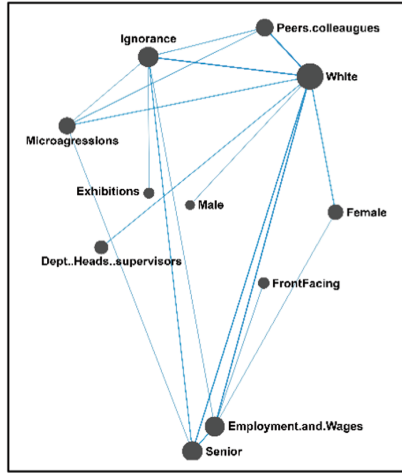 Peers.colleaugues
Ignorance
White
Microagressions
Exhibitions
Male
Female
Dept..Heads..supervisors
FrontFacing
Employment.and.Wages
Senior